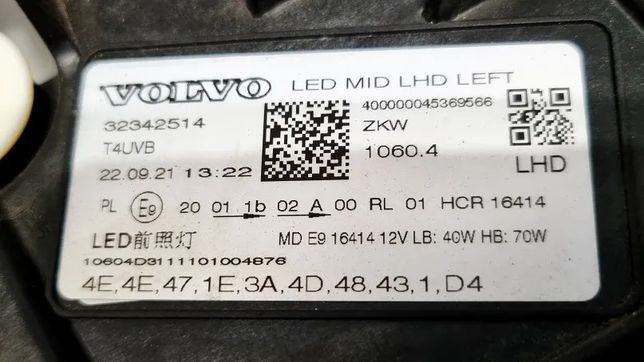 VOLVO LED MID LHD LEFT
32342514
400000045369566
T4UVB
ZKW
22.09.21 13:22
1060.4
LHD
PL E9 20 01 1b 02 A 00 RL 01 HCR 16414
LED前照灯 MD E9 16414 12V LB: 40W HB: 70W
10604D3111101004876
4E,4E,47,1E,3A,4D,48,43,1,D4